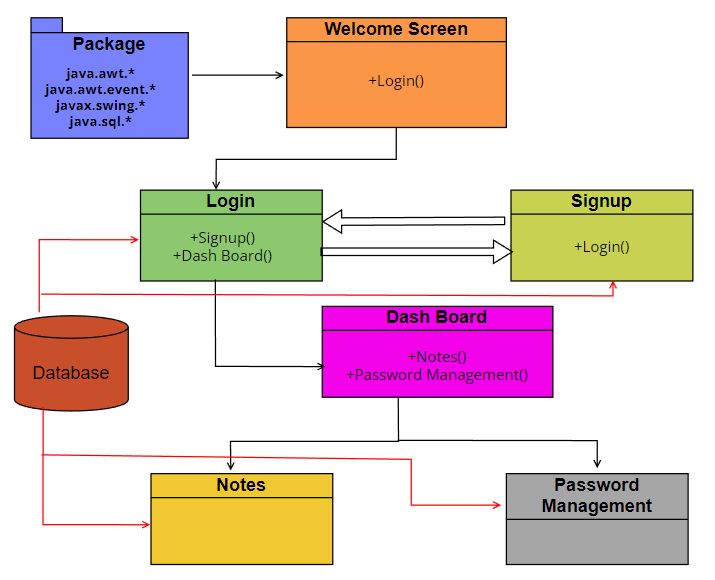 Package
java.awt.*
java.awt.event.*
javax.swing.*
java.sql.*
Welcome Screen
+Login()
Login
+Signup()
+Dash Board()
Signup
+Login()
Dash Board
+Notes()
+Password Management()
Database
Notes
Password
Management